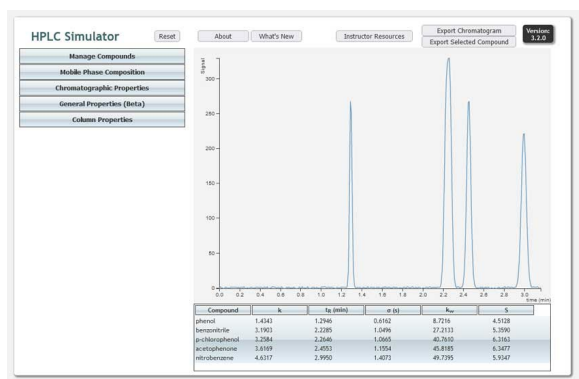 HPLC Simulator
Reset
About
What's New
Instructor Resources
Export Chromatogram
Export Selected Compound
Version:
3.2.0
Manage Compounds
Mobile Phase Composition
Chromatographic Properties
General Properties (Beta)
Column Properties
Signal
300
250
200
150
100
50
0
0.0 0.2 0.4 0.6 0.8 1.0 1.2 1.4 1.6 1.8 2.0 2.2 2.4 2.6 2.8 3.0
time (min)
Compound k tR (min) σ (s) kw S
phenol 1.4343 1.2946 0.6162 8.7216 4.5128
benzonitrile 3.1903 2.2285 1.0496 27.2133 5.3590
p-chlorophenol 3.2584 2.2646 1.0665 40.7610 6.3163
acetophenone 3.6169 2.4553 1.1554 45.8185 6.3477
nitrobenzene 4.6317 2.9950 1.4073 49.7395 5.9347